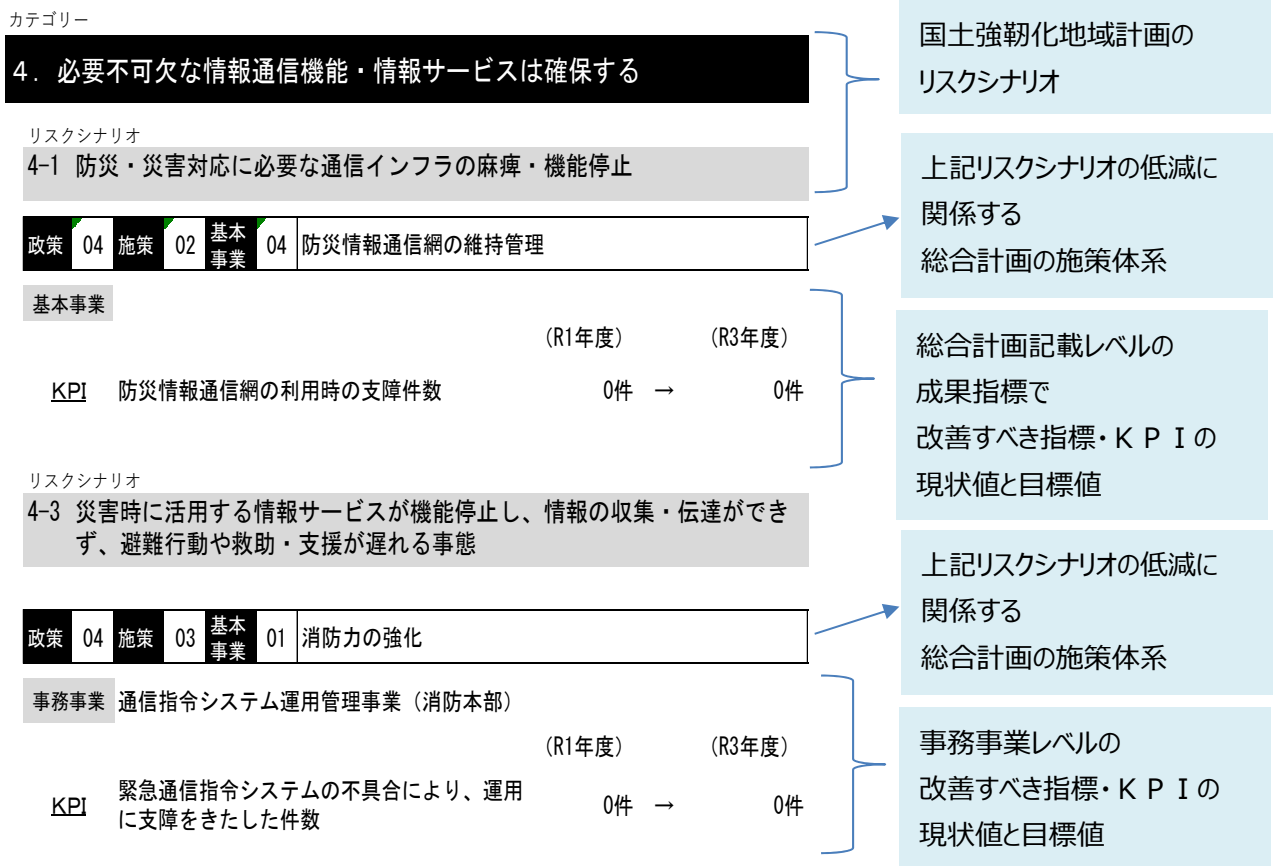 カテゴリー
４．必要不可欠な情報通信機能・情報サービスは確保する
リスクシナリオ
4-1 防災・災害対応に必要な通信インフラの麻痺・機能停止
政策 04 施策 02 基本事業 04 防災情報通信網の維持管理
基本事業
(R1年度) (R3年度)
KPI 防災情報通信網の利用時の支障件数 0件 → 0件
リスクシナリオ
4-3 災害時に活用する情報サービスが機能停止し、情報の収集・伝達ができ
ず、避難行動や救助・支援が遅れる事態
政策 04 施策 03 基本事業 01 消防力の強化
事務事業 通信指令システム運用管理事業（消防本部）
(R1年度) (R3年度)
KPI 緊急通信指令システムの不具合により、運用
に支障をきたした件数 0件 → 0件
国土強靭化地域計画の
リスクシナリオ
上記リスクシナリオの低減に
関係する
総合計画の施策体系
総合計画記載レベルの
成果指標で
改善すべき指標・ＫＰＩの
現状値と目標値
上記リスクシナリオの低減に
関係する
総合計画の施策体系
事務事業レベルの
改善すべき指標・ＫＰＩの
現状値と目標値